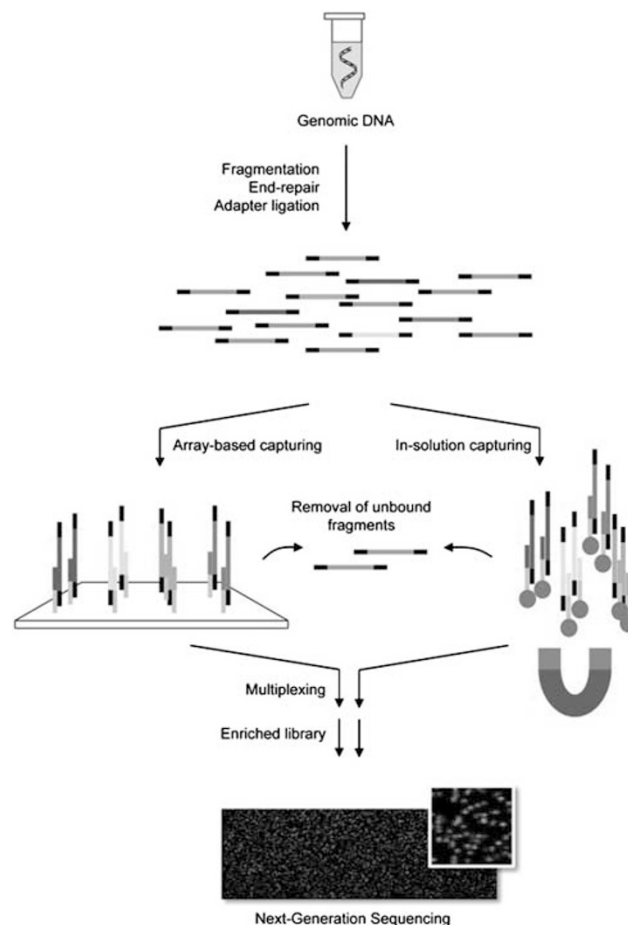 Genomic DNA
Fragmentation
End-repair
Adapter ligation
Array-based capturing
In-solution capturing
Removal of unbound
fragments
Multiplexing
Enriched library
Next-Generation Sequencing